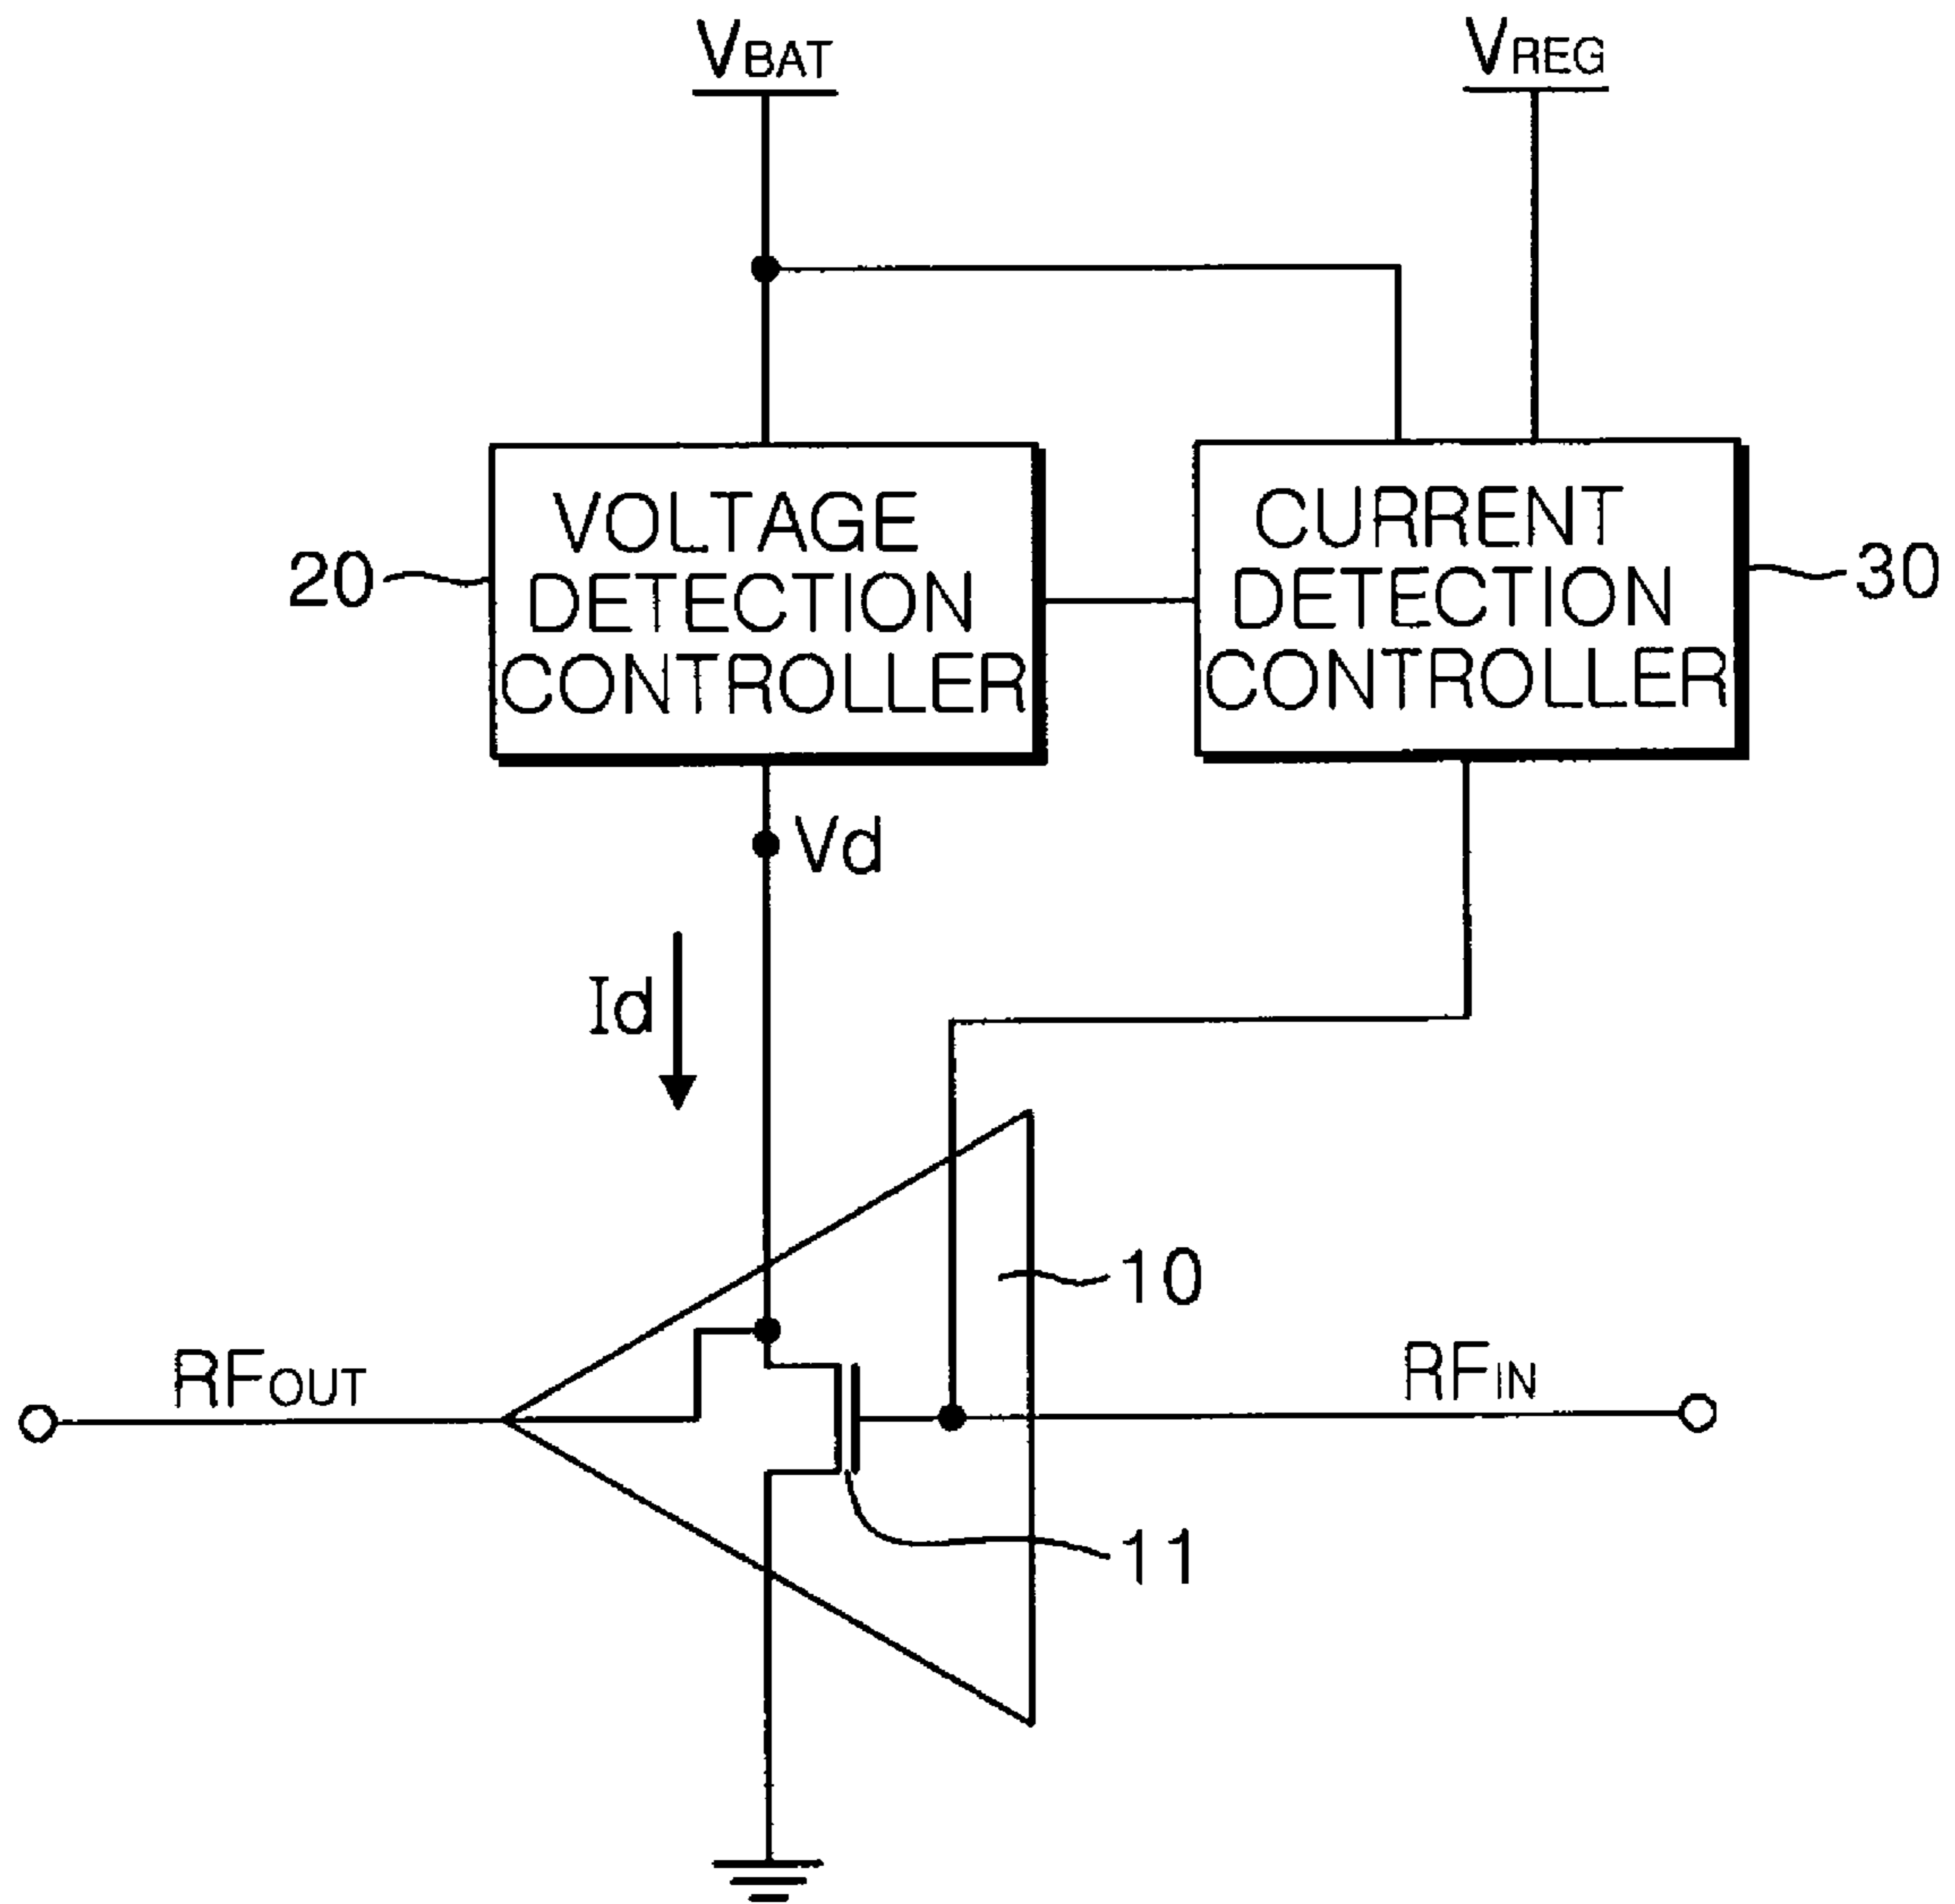 VBAT
VREG
VOLTAGE
DETECTION
CONTROLLER
20
CURRENT
DETECTION
CONTROLLER
30
Vd
Id
10
RFOUT
RFIN
11